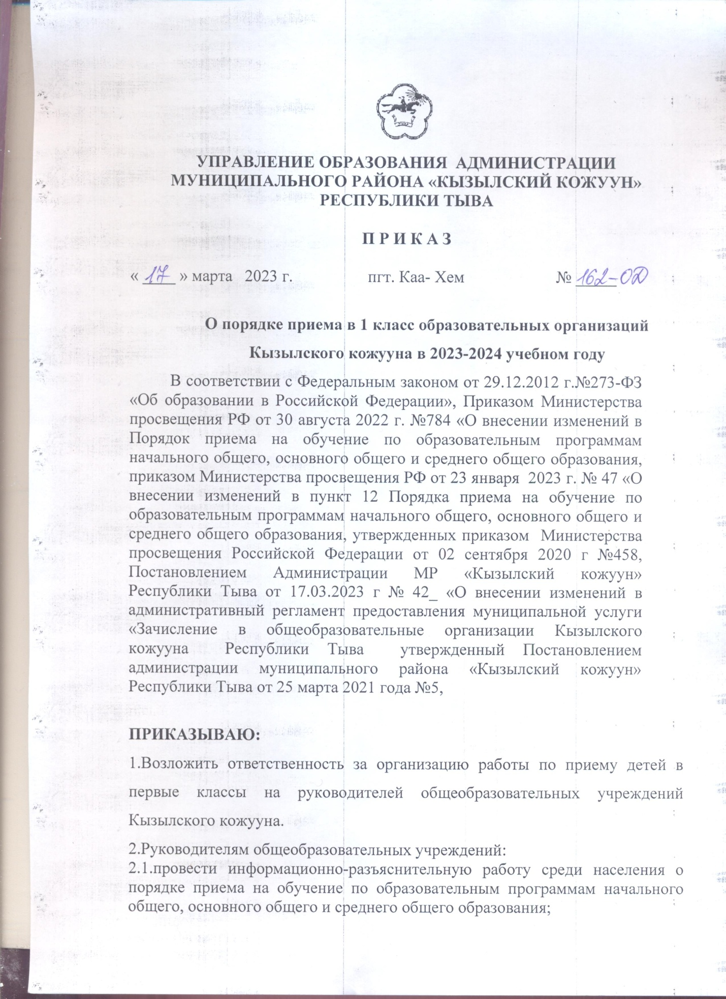 УПРАВЛЕНИЕ ОБРАЗОВАНИЯ АДМИНИСТРАЦИИ
МУНИЦИПАЛЬНОГО РАЙОНА «КЫЗЫЛСКИЙ КОЖУУН»
РЕСПУБЛИКИ ТЫВА
П Р И К А З
« 17 » марта 2023 г. пгт. Каа- Хем № 162-ОД
О порядке приема в 1 класс образовательных организаций
Кызылского кожууна в 2023-2024 учебном году
В соответствии с Федеральным законом от 29.12.2012 г.№273-ФЗ
«Об образовании в Российской Федерации», Приказом Министерства
просвещения РФ от 30 августа 2022 г. №784 «О внесении изменений в
Порядок приема на обучение по образовательным программам
начального общего, основного общего и среднего общего образования,
приказом Министерства просвещения РФ от 23 января 2023 г. № 47 «О
внесении изменений в пункт 12 Порядка приема на обучение по
образовательным программам начального общего, основного общего и
среднего общего образования, утвержденных приказом Министерства
просвещения Российской Федерации от 02 сентября 2020 г №458,
Постановлением Администрации МР «Кызылский кожуун»
Республики Тыва от 17.03.2023 г № 42_ «О внесении изменений в
административный регламент предоставления муниципальной услуги
«Зачисление в общеобразовательные организации Кызылского
кожууна Республики Тыва утвержденный Постановлением
администрации муниципального района «Кызылский кожуун»
Республики Тыва от 25 марта 2021 года №5,
ПРИКАЗЫВАЮ:
1.Возложить ответственность за организацию работы по приему детей в
первые классы на руководителей общеобразовательных учреждений
Кызылского кожууна.
2.Руководителям общеобразовательных учреждений:
2.1.провести информационно-разъяснительную работу среди населения о
порядке приема на обучение по образовательным программам начального
общего, основного общего и среднего общего образования;